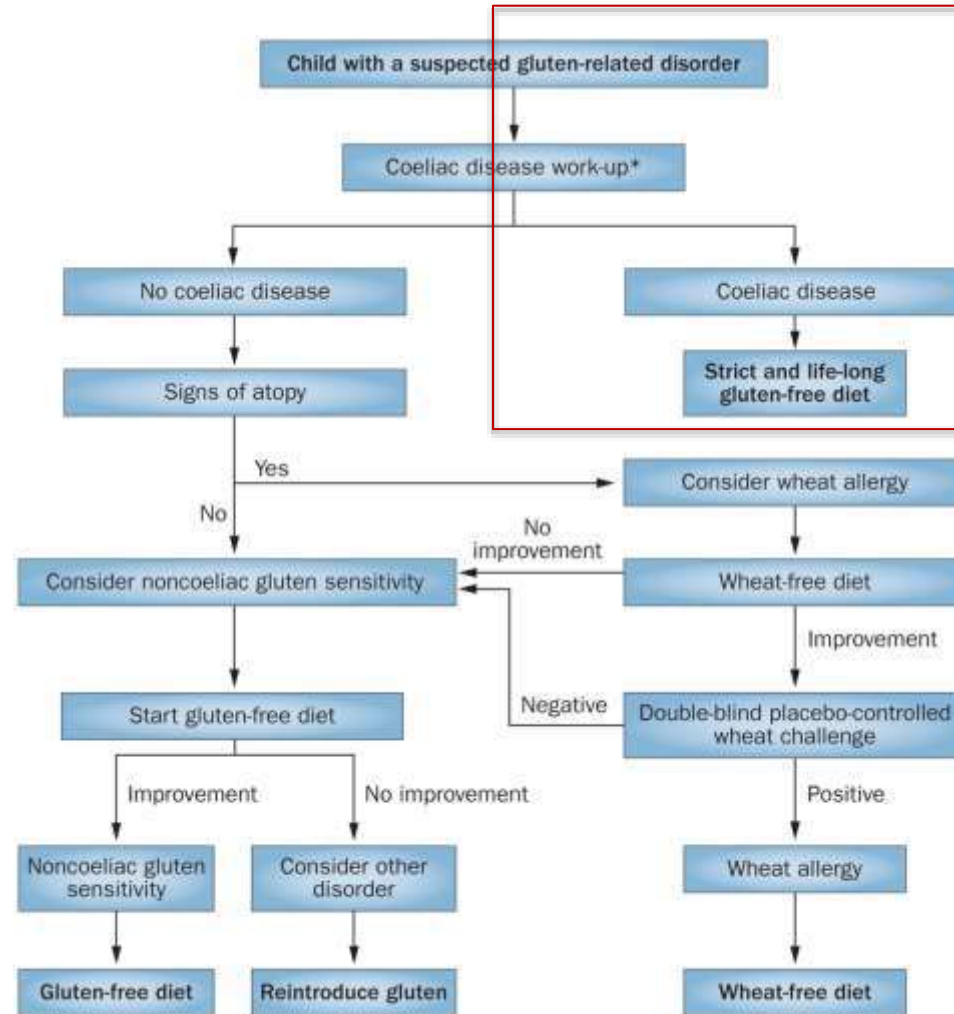 Child with a suspected gluten-related disorder
Coeliac disease work-up*
No coeliac disease
Coeliac disease
Signs of atopy
Strict and life-long
gluten-free diet
Yes
No
Consider wheat allergy
No
improvement
Consider noncoeliac gluten sensitivity
Wheat-free diet
Improvement
Start gluten-free diet
Negative
Double-blind placebo-controlled
wheat challenge
Improvement
No improvement
Positive
Noncoeliac gluten
sensitivity
Consider other
disorder
Wheat allergy
Gluten-free diet
Reintroduce gluten
Wheat-free diet